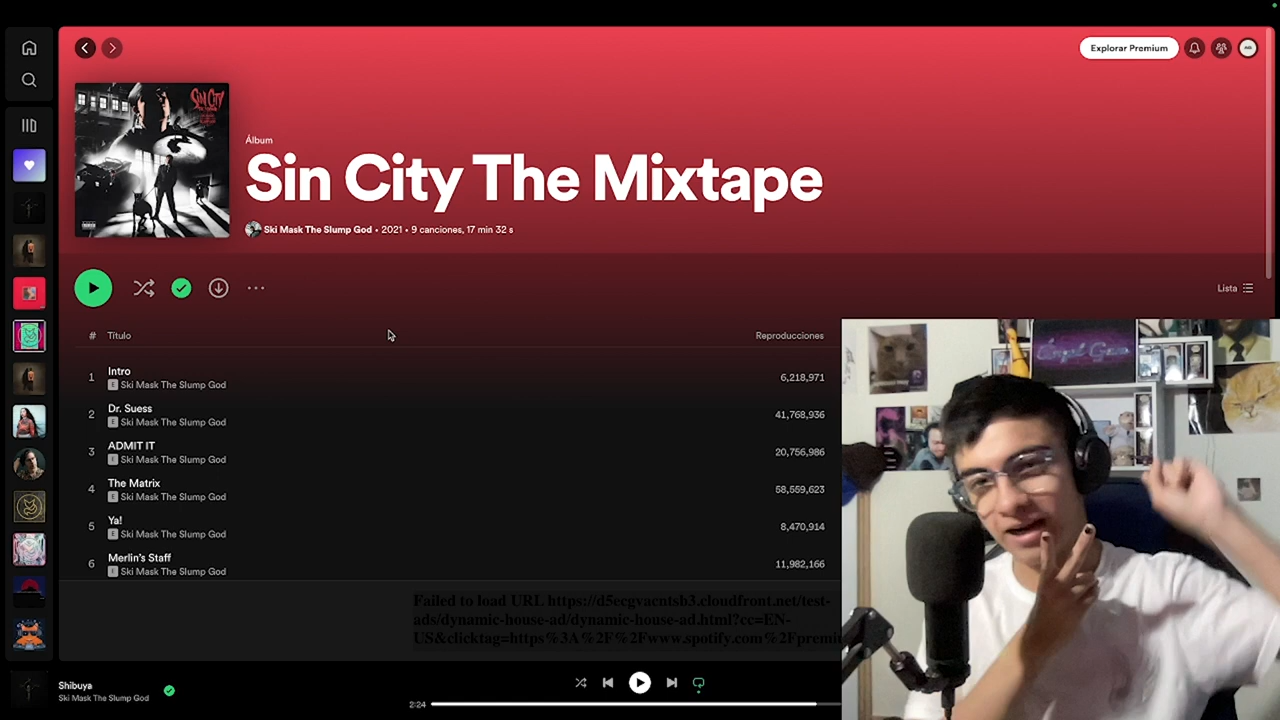 Explorar Premium
SIN CITY
Álbum
Sin City The Mixtape
Ski Mask The Slump God • 2021 • 9 canciones, 17 min 32 s
Lista
# Título Reproducciones
1 Intro 6,218,971
E Ski Mask The Slump God
2 Dr. Suess 41,768,936
E Ski Mask The Slump God
3 ADMIT IT 20,756,986
E Ski Mask The Slump God
4 The Matrix 58,559,623
E Ski Mask The Slump God
5 Ya! 8,470,914
E Ski Mask The Slump God
6 Merlin's Staff 11,982,166
E Ski Mask The Slump God
Failed to load URL https://d5ecgvacntsb3.cloudfront.net/test-
ads/dynamic-house-ad/dynamic-house-ad.html?cc=EN-
US&clicktag=https%3A%2F%2Fwww.spotify.com%2Fpremi
Shibuya
Ski Mask The Slump God
2:24